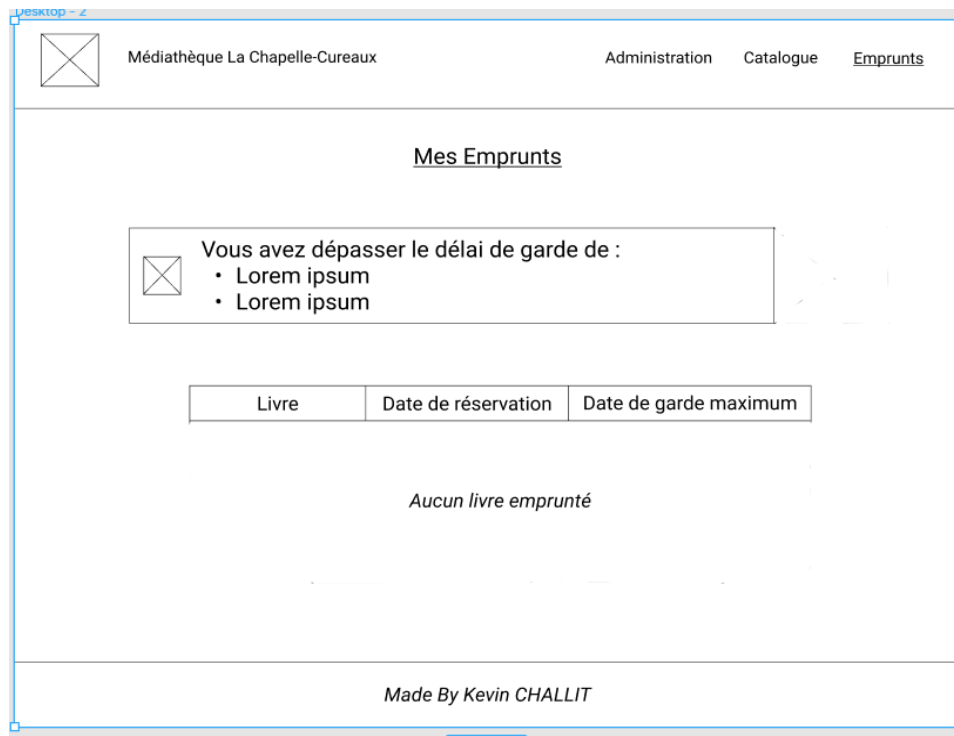 Desktop - 2
Médiathèque La Chapelle-Cureaux
Administration Catalogue Emprunts
Mes Emprunts
Vous avez dépasser le délai de garde de :
• Lorem ipsum
• Lorem ipsum
Livre Date de réservation Date de garde maximum
Aucun livre emprunté
Made By Kevin CHALLIT